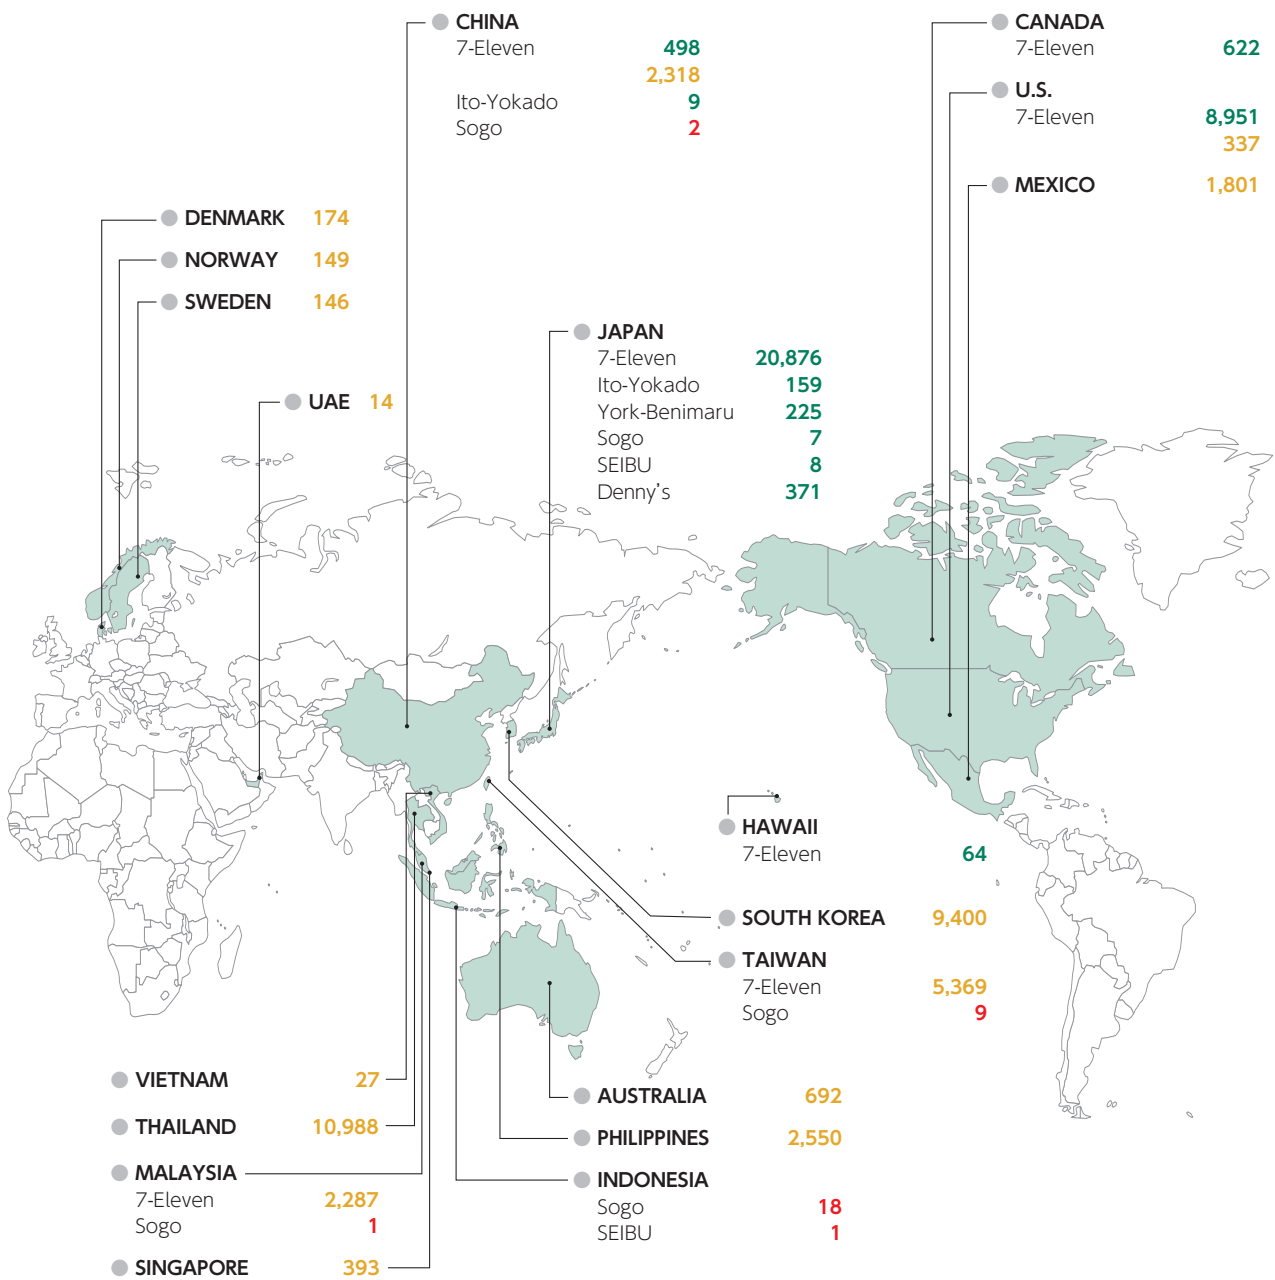 CHINA
7-Eleven 498
2,318
Ito-Yokado 9
Sogo 2
CANADA
7-Eleven 622
U.S.
7-Eleven 8,951
337
MEXICO 1,801
DENMARK 174
NORWAY 149
SWEDEN 146
UAE 14
JAPAN
7-Eleven 20,876
Ito-Yokado 159
York-Benimaru 225
Sogo 7
SEIBU 8
Denny's 371
HAWAII
7-Eleven 64
SOUTH KOREA 9,400
TAIWAN
7-Eleven 5,369
Sogo 9
VIETNAM 27
THAILAND 10,988
MALAYSIA
7-Eleven 2,287
Sogo 1
SINGAPORE 393
AUSTRALIA 692
PHILIPPINES 2,550
INDONESIA
Sogo 18
SEIBU 1